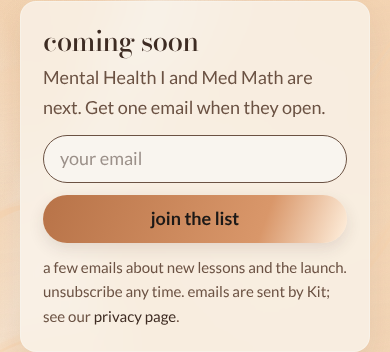 coming soon
Mental Health I and Med Math are
next. Get one email when they open.
your email
join the list
a few emails about new lessons and the launch.
unsubscribe any time. emails are sent by Kit;
see our privacy page.